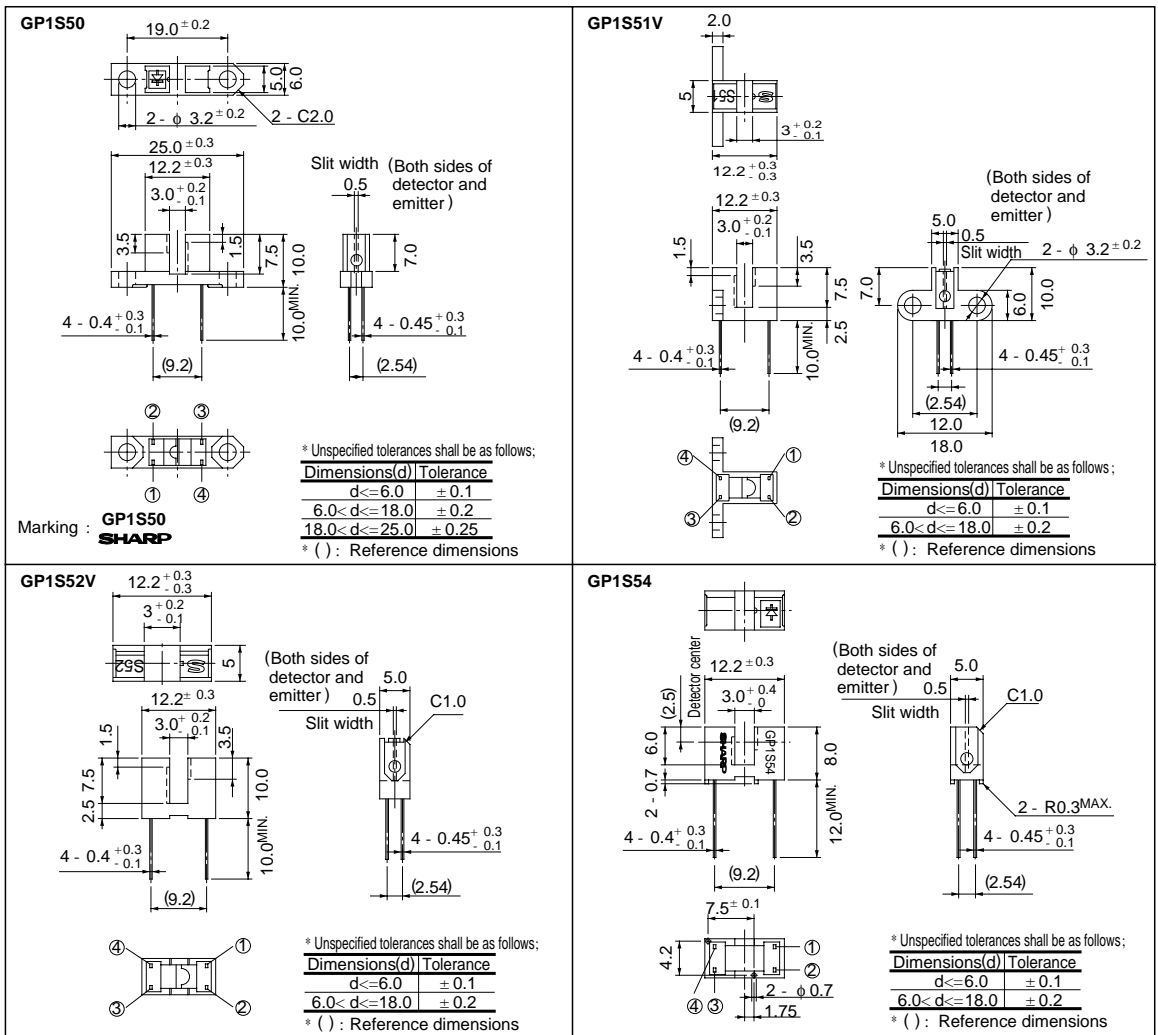 GP1S50
19.0 ± 0.2
5.0
6.0
2 - φ 3.2 ± 0.2
2 - C2.0
25.0 ± 0.3
12.2 ± 0.3
3.0 + 0.2 - 0.1
Slit width
0.5
(Both sides of
detector and
emitter)
3.5
1.5
7.5
10.0
7.0
10.0 MIN.
4 - 0.4 + 0.3 - 0.1
4 - 0.45 + 0.3 - 0.1
(9.2)
(2.54)
② ③
① ④
Marking : GP1S50
SHARP
* Unspecified tolerances shall be as follows;
Dimensions(d) Tolerance
d<=6.0 ± 0.1
6.0< d<=18.0 ± 0.2
18.0< d<=25.0 ± 0.25
* ( ) : Reference dimensions
GP1S51V
2.0
5
S51
S
3 + 0.2 - 0.1
12.2 + 0.3 - 0.3
12.2 ± 0.3
3.0 + 0.2 - 0.1
1.5
3.5
7.5
2.5
10.0 MIN.
4 - 0.4 + 0.3 - 0.1
(9.2)
(Both sides of
detector and
emitter)
5.0
0.5
Slit width
2 - φ 3.2 ± 0.2
7.0
6.0
10.0
4 - 0.45 + 0.3 - 0.1
(2.54)
12.0
18.0
④ ①
③ ②
* Unspecified tolerances shall be as follows;
Dimensions(d) Tolerance
d<=6.0 ± 0.1
6.0< d<=18.0 ± 0.2
* ( ) : Reference dimensions
GP1S52V
12.2 + 0.3 - 0.3
3 + 0.2 - 0.1
S52
S
5
12.2 ± 0.3
3.0 + 0.2 - 0.1
1.5
3.5
7.5
2.5
10.0
10.0 MIN.
4 - 0.4 + 0.3 - 0.1
(9.2)
(Both sides of
detector and
emitter)
5.0
0.5
Slit width
C1.0
4 - 0.45 + 0.3 - 0.1
(2.54)
④ ①
③ ②
* Unspecified tolerances shall be as follows;
Dimensions(d) Tolerance
d<=6.0 ± 0.1
6.0< d<=18.0 ± 0.2
* ( ) : Reference dimensions
GP1S54
Detector center
12.2 ± 0.3
(2.5)
3.0 + 0.4 - 0
6.0
SHARP
GP1S54
8.0
2 - 0.7
12.0 MIN.
4 - 0.4 + 0.3 - 0.1
(9.2)
(Both sides of
detector and
emitter)
5.0
0.5
Slit width
C1.0
2 - R0.3 MAX.
4 - 0.45 + 0.3 - 0.1
(2.54)
7.5 ± 0.1
4.2
①
②
④ ③
2 - φ 0.7
1.75
* Unspecified tolerances shall be as follows;
Dimensions(d) Tolerance
d<=6.0 ± 0.1
6.0< d<=18.0 ± 0.2
* ( ) : Reference dimensions